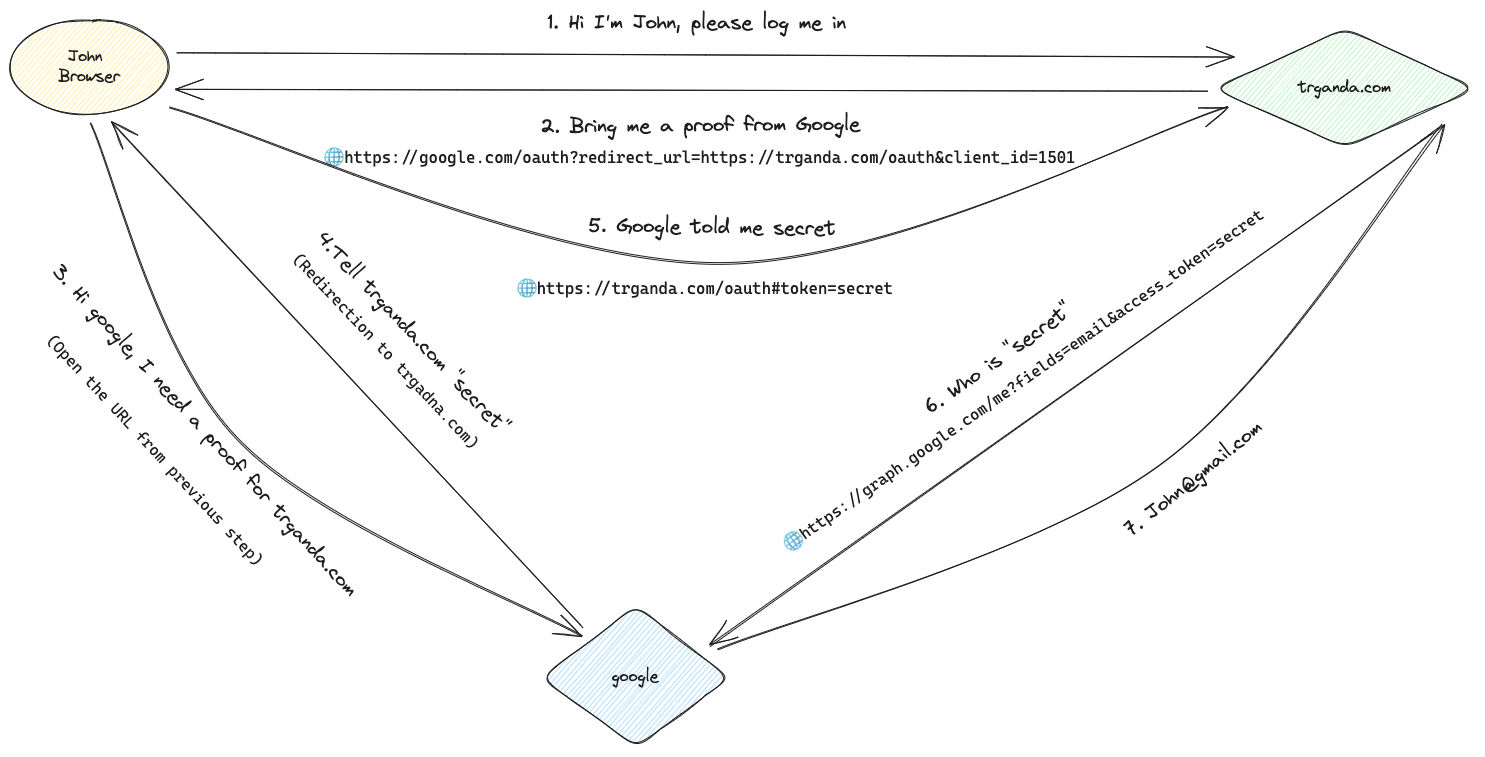 1. Hi I'm John, please log me in
John
Browser
trganda.com
2. Bring me a proof from Google
https://google.com/oauth?redirect_url=https://trganda.com/oauth&client_id=1501
5. Google told me secret
https://trganda.com/oauth#token=secret
4.Tell trganda.com "secret"
(Redirection to trgadna.com)
3. Hi google, I need a proof for trganda.com
(Open the URL from previous step)
6. Who is "secret"
https://graph.google.com/me?fields=email&access_token=secret
7. John@gmail.com
google